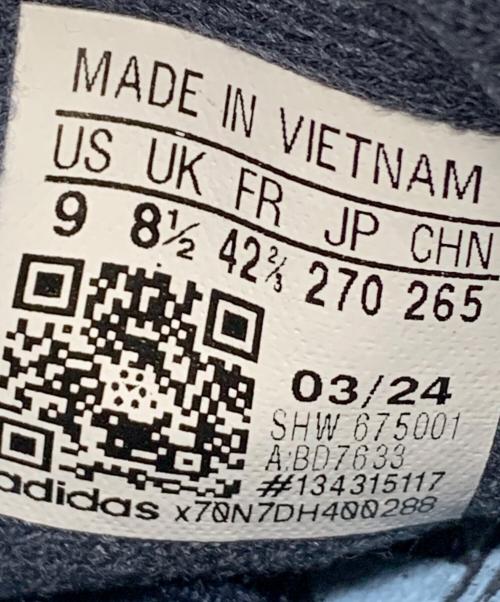 MADE IN VIETNAM
US UK FR JP CHN
9 8½ 42⅔ 270 265
03/24
SHW 675001
A:BD7633
#134315117
adidas x70N7DH400288